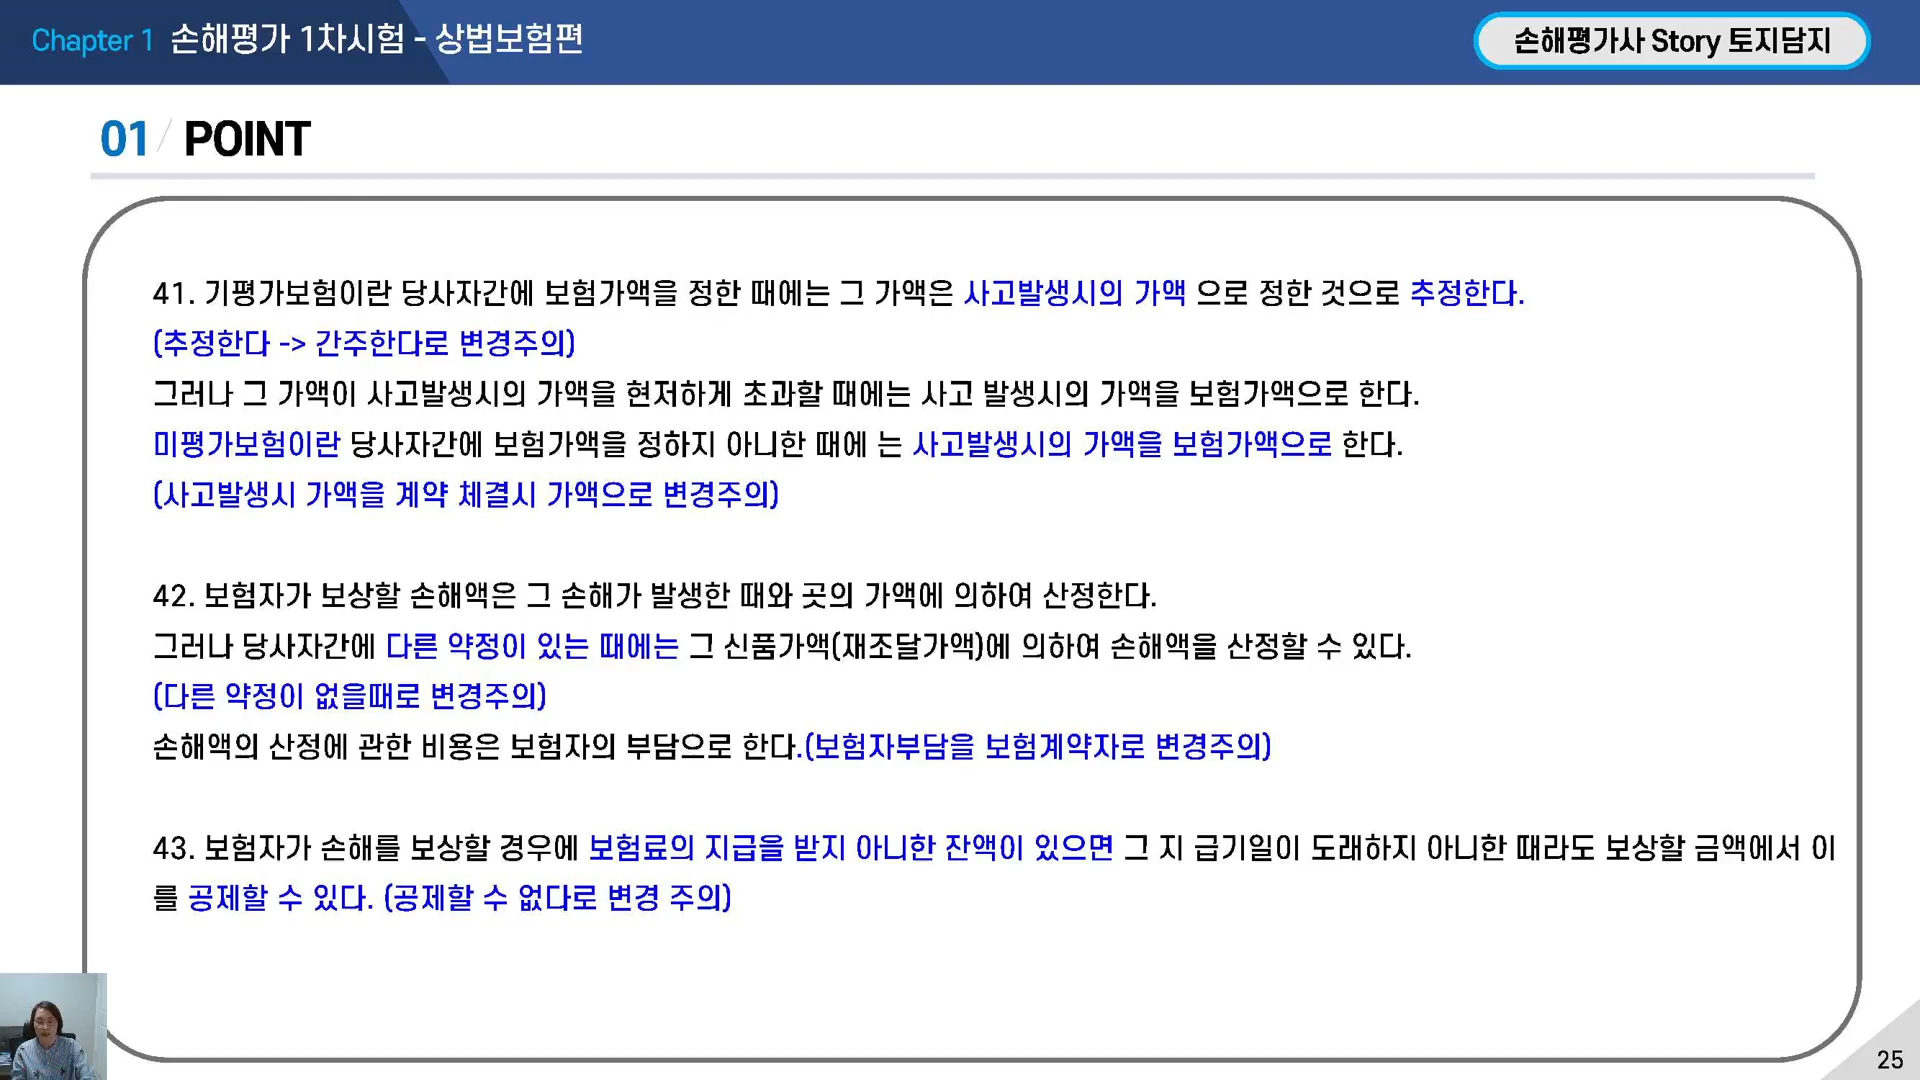 Chapter 1 손해평가 1차시험 - 상법보험편
손해평가사 Story 토지담지
01 / POINT
41. 기평가보험이란 당사자간에 보험가액을 정한 때에는 그 가액은 사고발생시의 가액 으로 정한 것으로 추정한다.
(추정한다 -> 간주한다로 변경주의)
그러나 그 가액이 사고발생시의 가액을 현저하게 초과할 때에는 사고 발생시의 가액을 보험가액으로 한다.
미평가보험이란 당사자간에 보험가액을 정하지 아니한 때에 는 사고발생시의 가액을 보험가액으로 한다.
(사고발생시 가액을 계약 체결시 가액으로 변경주의)
42. 보험자가 보상할 손해액은 그 손해가 발생한 때와 곳의 가액에 의하여 산정한다.
그러나 당사자간에 다른 약정이 있는 때에는 그 신품가액(재조달가액)에 의하여 손해액을 산정할 수 있다.
(다른 약정이 없을때로 변경주의)
손해액의 산정에 관한 비용은 보험자의 부담으로 한다.(보험자부담을 보험계약자로 변경주의)
43. 보험자가 손해를 보상할 경우에 보험료의 지급을 받지 아니한 잔액이 있으면 그 지 급기일이 도래하지 아니한 때라도 보상할 금액에서 이
를 공제할 수 있다. (공제할 수 없다로 변경 주의)
25